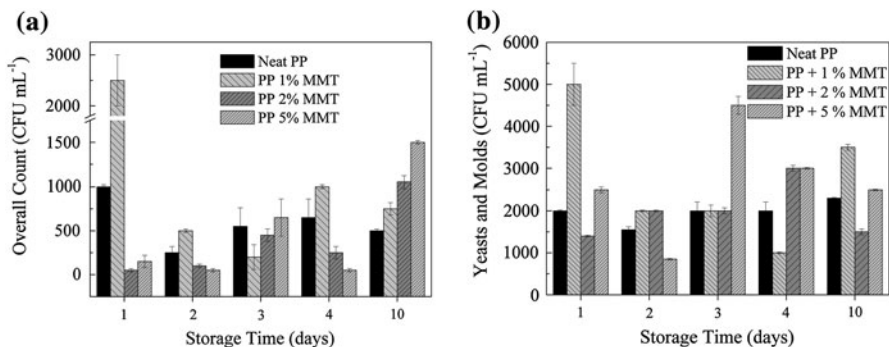 (a)
3000
2500
1500
1000
500
0
Overall Count (CFU mL⁻¹)
Neat PP
PP 1% MMT
PP 2% MMT
PP 5% MMT
1 2 3 4 10
Storage Time (days)
(b)
6000
5000
4000
3000
2000
1000
0
Yeasts and Molds (CFU mL⁻¹)
Neat PP
PP + 1 % MMT
PP + 2 % MMT
PP + 5 % MMT
1 2 3 4 10
Storage Time (days)